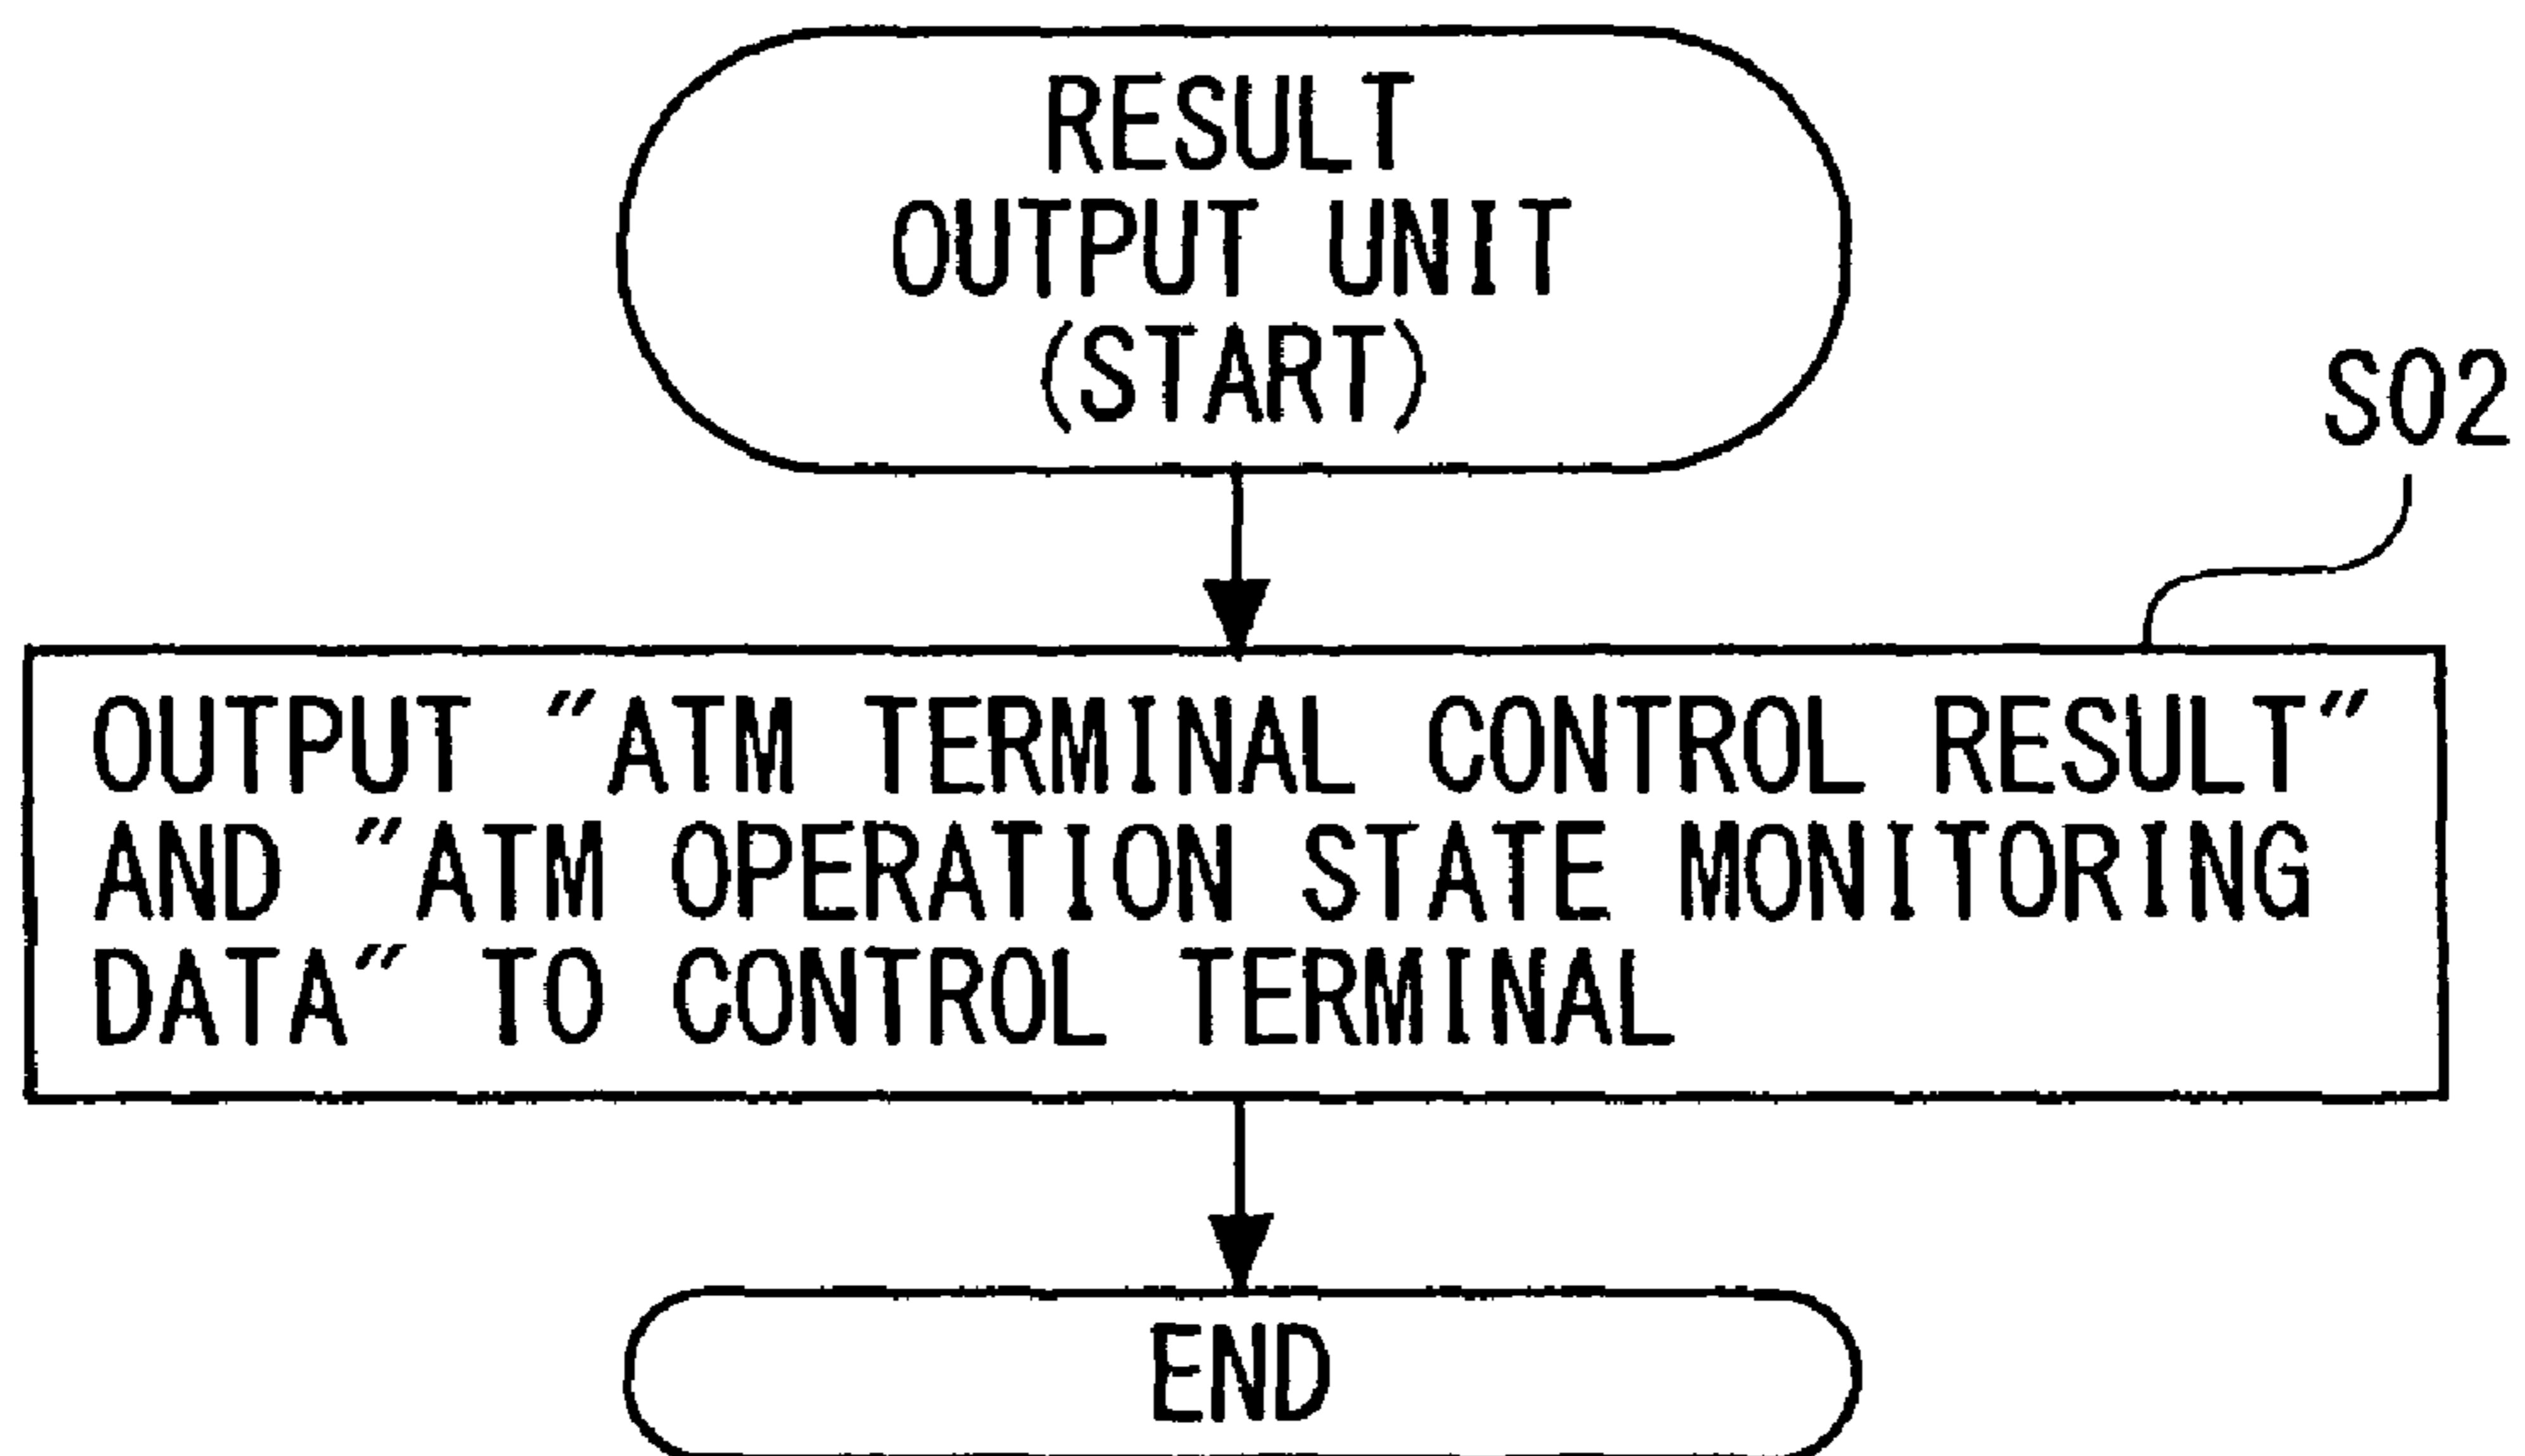 RESULT
OUTPUT UNIT
(START)
S02
OUTPUT "ATM TERMINAL CONTROL RESULT"
AND "ATM OPERATION STATE MONITORING
DATA" TO CONTROL TERMINAL
END